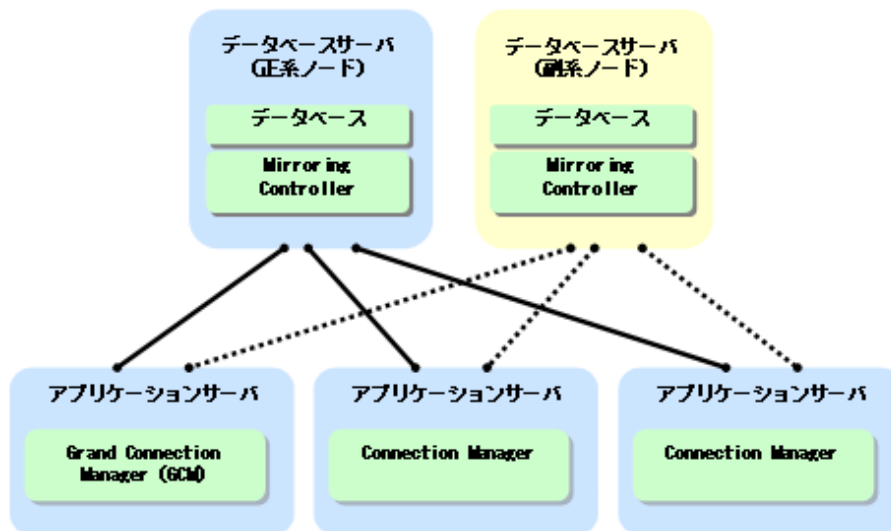 データベースサーバ
(正系ノード)
データベース
Mirroring
Controller
データベースサーバ
(副系ノード)
データベース
Mirroring
Controller
アプリケーションサーバ
Grand Connection
Manager (GCM)
アプリケーションサーバ
Connection Manager
アプリケーションサーバ
Connection Manager